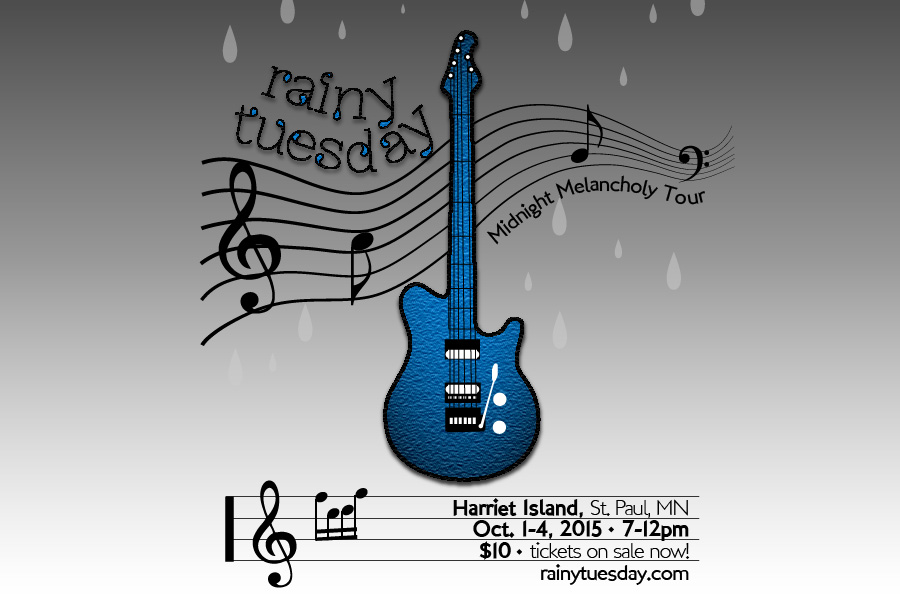 rainy
tuesday
Midnight Melancholy Tour
Harriet Island, St. Paul, MN
Oct. 1-4, 2015 • 7-12pm
$10 • tickets on sale now!
rainytuesday.com